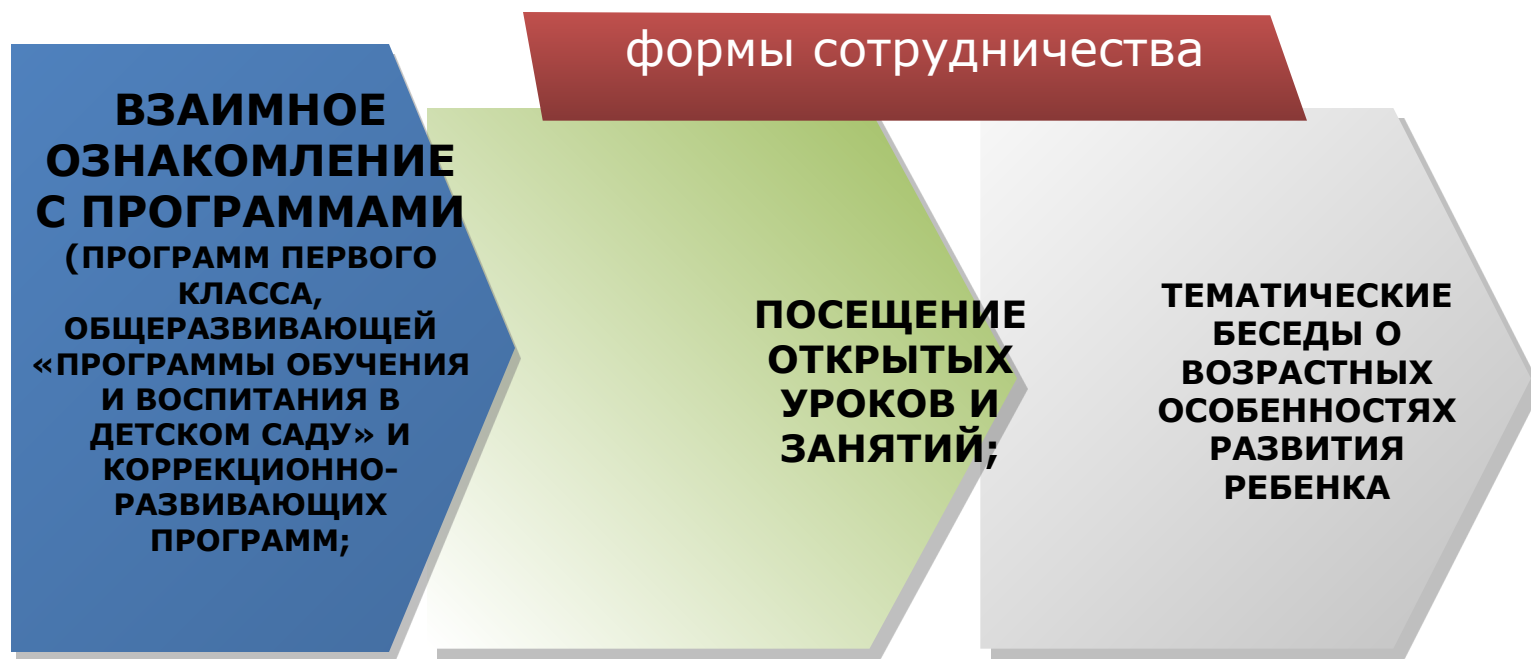 формы сотрудничества
ВЗАИМНОЕ
ОЗНАКОМЛЕНИЕ
С ПРОГРАММАМИ
(ПРОГРАММ ПЕРВОГО
КЛАССА,
ОБЩЕРАЗВИВАЮЩЕЙ
«ПРОГРАММЫ ОБУЧЕНИЯ
И ВОСПИТАНИЯ В
ДЕТСКОМ САДУ» И
КОРРЕКЦИОННО-
РАЗВИВАЮЩИХ
ПРОГРАММ;
ПОСЕЩЕНИЕ
ОТКРЫТЫХ
УРОКОВ И
ЗАНЯТИЙ;
ТЕМАТИЧЕСКИЕ
БЕСЕДЫ О
ВОЗРАСТНЫХ
ОСОБЕННОСТЯХ
РАЗВИТИЯ
РЕБЕНКА